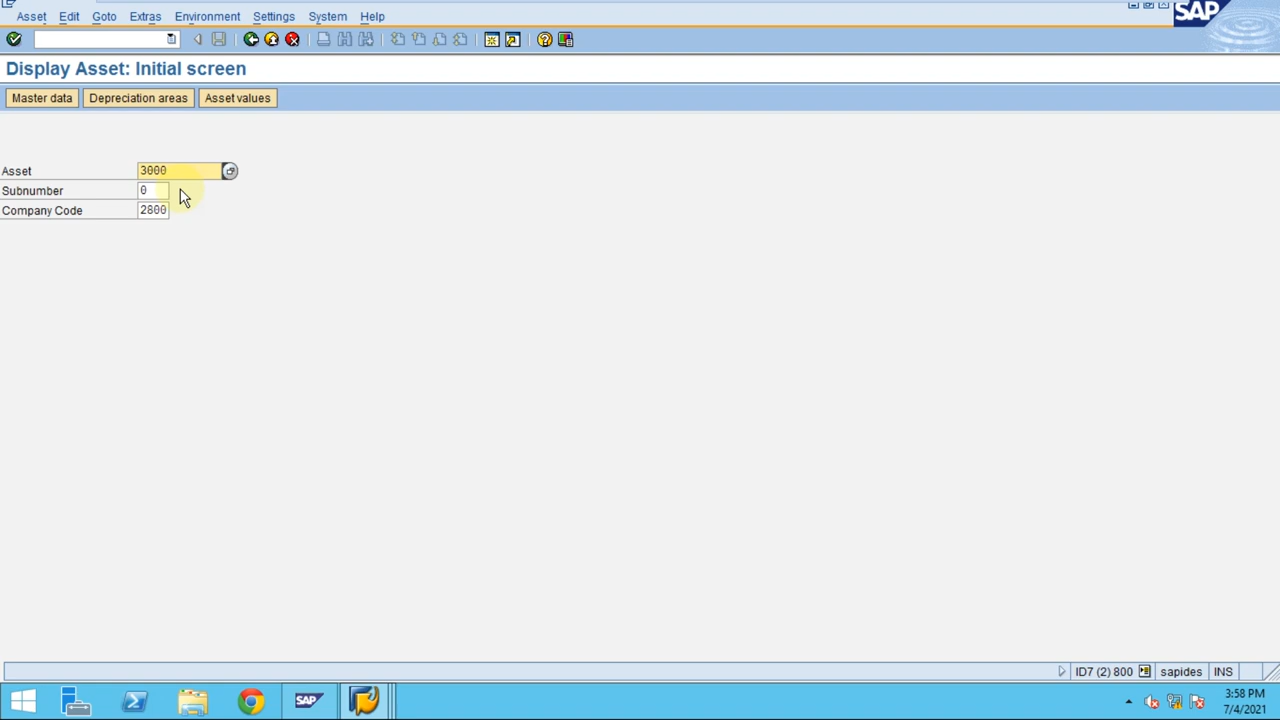 Asset Edit Goto Extras Environment Settings System Help
SAP
Display Asset: Initial screen
Master data Depreciation areas Asset values
Asset 3000
Subnumber 0
Company Code 2800
ID7 (2) 800 sapides INS
SAP
3:58 PM
7/4/2021